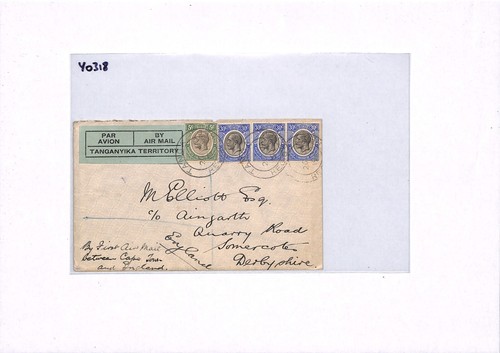 Y0318
PAR AVION
BY AIR MAIL
TANGANYIKA TERRITORY
M Elliott Esq.
c/o Aingarth
Quarry Road
Somercotes
Derbyshire
England
By First Air Mail
between Cape Town
and England.